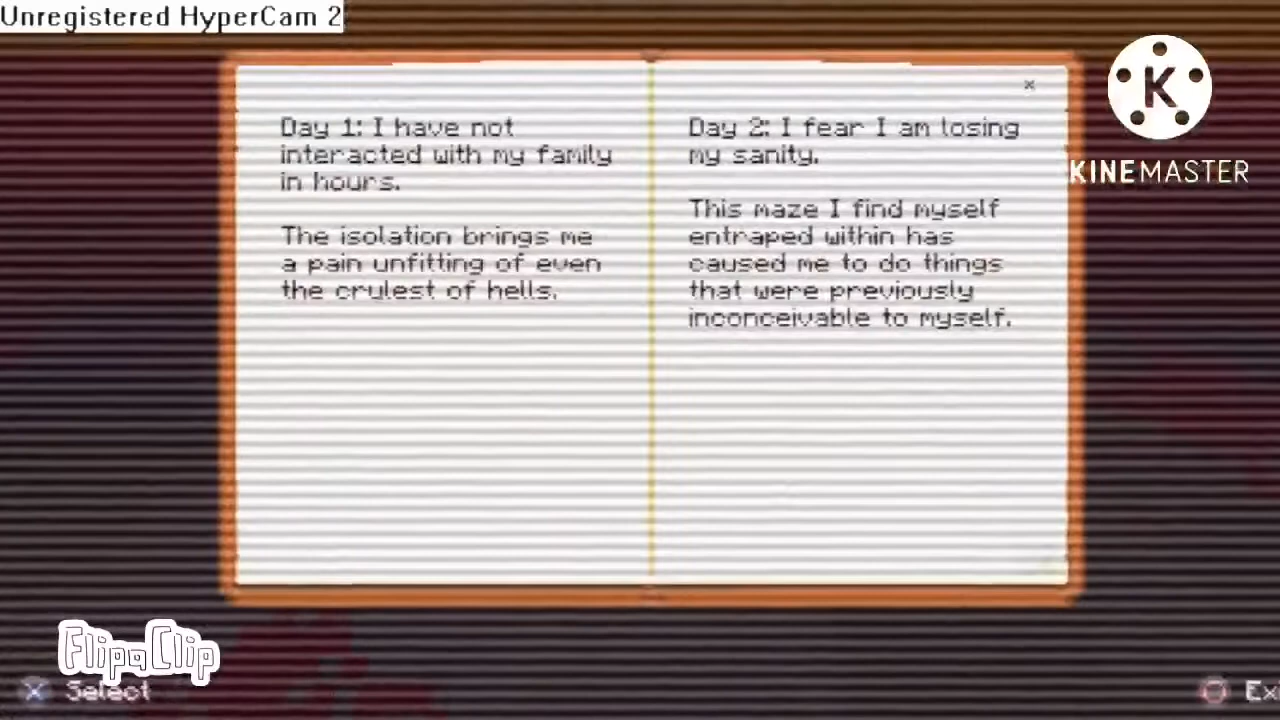 Unregistered HyperCam 2
K
KINEMASTER
×
Day 1: I have not
interacted with my family
in hours.
The isolation brings me
a pain unfitting of even
the crulest of hells.
Day 2: I fear I am losing
my sanity.
This maze I find myself
entraped within has
caused me to do things
that were previously
inconceivable to myself.
FlipaClip
Select
Exi